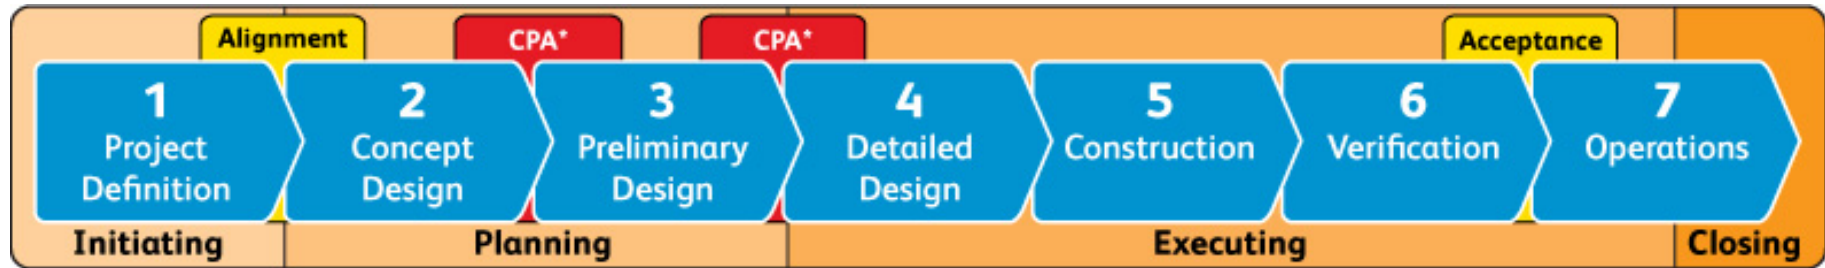 Alignment
CPA*
CPA*
Acceptance
1
Project
Definition
2
Concept
Design
3
Preliminary
Design
4
Detailed
Design
5
Construction
6
Verification
7
Operations
Initiating
Planning
Executing
Closing